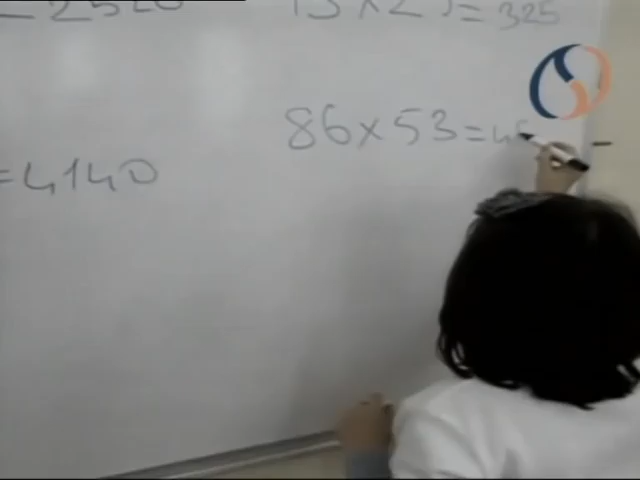 = 2520
13 x 25 = 325
86 x 53 = 45
= 4140